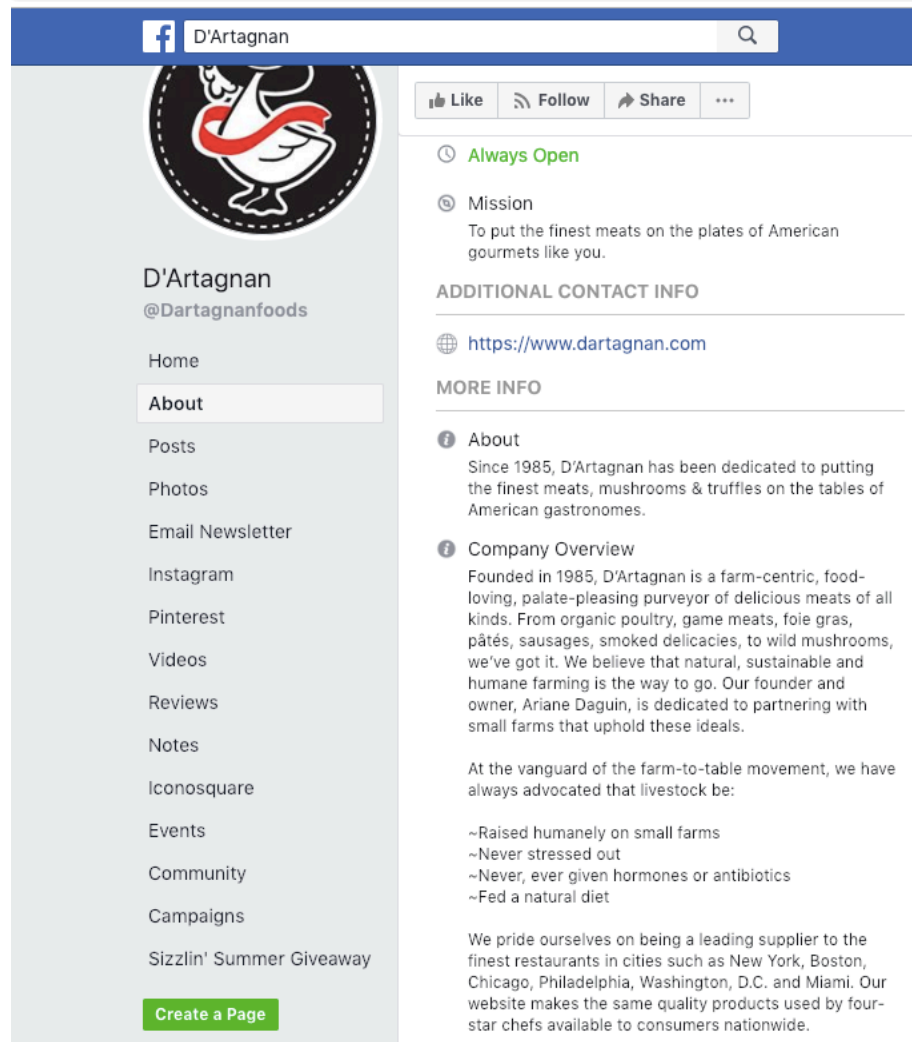 D'Artagnan
Like
Follow
Share
...
D'Artagnan
@Dartagnanfoods
Home
About
Posts
Photos
Email Newsletter
Instagram
Pinterest
Videos
Reviews
Notes
Iconosquare
Events
Community
Campaigns
Sizzlin' Summer Giveaway
Create a Page
Always Open
Mission
To put the finest meats on the plates of American
gourmets like you.
ADDITIONAL CONTACT INFO
https://www.dartagnan.com
MORE INFO
About
Since 1985, D’Artagnan has been dedicated to putting
the finest meats, mushrooms & truffles on the tables of
American gastronomes.
Company Overview
Founded in 1985, D’Artagnan is a farm-centric, food-
loving, palate-pleasing purveyor of delicious meats of all
kinds. From organic poultry, game meats, foie gras,
pâtés, sausages, smoked delicacies, to wild mushrooms,
we’ve got it. We believe that natural, sustainable and
humane farming is the way to go. Our founder and
owner, Ariane Daguin, is dedicated to partnering with
small farms that uphold these ideals.
At the vanguard of the farm-to-table movement, we have
always advocated that livestock be:
~Raised humanely on small farms
~Never stressed out
~Never, ever given hormones or antibiotics
~Fed a natural diet
We pride ourselves on being a leading supplier to the
finest restaurants in cities such as New York, Boston,
Chicago, Philadelphia, Washington, D.C. and Miami. Our
website makes the same quality products used by four-
star chefs available to consumers nationwide.